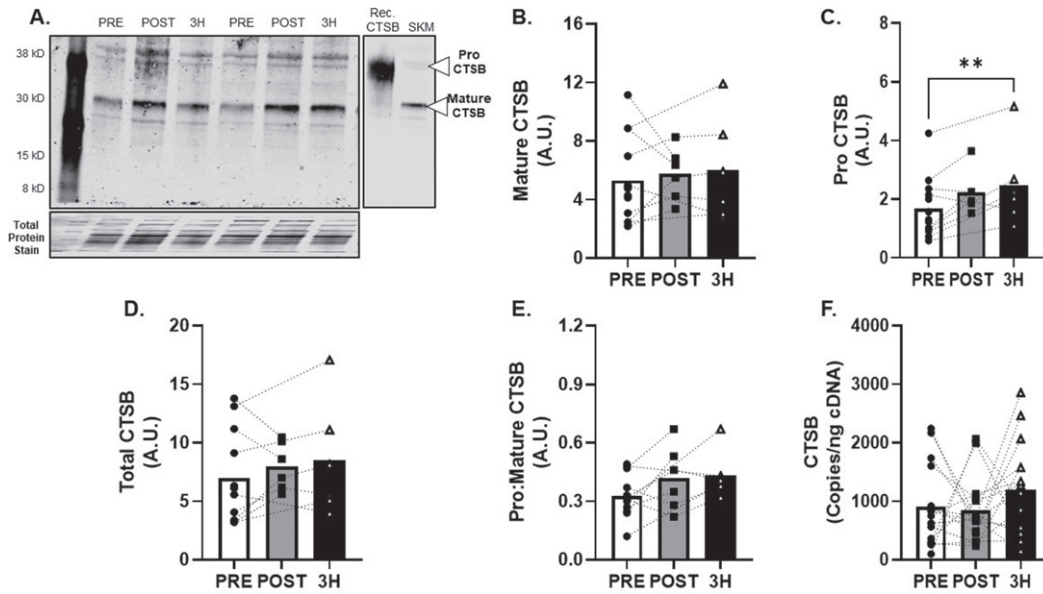 A.
PRE POST 3H PRE POST 3H
Rec.
CTSB SKM
38 kD
30 kD
15 kD
8 kD
Pro
CTSB
Mature
CTSB
Total
Protein
Stain
B.
Mature CTSB
(A.U.)
16
12
8
4
0
PRE POST 3H
C.
Pro CTSB
(A.U.)
8
6
4
2
0
**
PRE POST 3H
D.
Total CTSB
(A.U.)
20
15
10
5
0
PRE POST 3H
E.
Pro:Mature CTSB
(A.U.)
1.2
0.9
0.6
0.3
0.0
PRE POST 3H
F.
CTSB
(Copies/ng cDNA)
4000
3000
2000
1000
0
PRE POST 3H